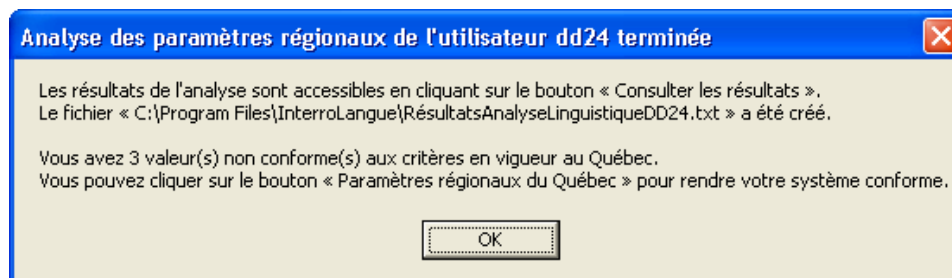 Analyse des paramètres régionaux de l'utilisateur dd24 terminée
Les résultats de l'analyse sont accessibles en cliquant sur le bouton « Consulter les résultats ».
Le fichier « C:\Program Files\InterroLangue\RésultatsAnalyseLinguistiqueDD24.txt » a été créé.
Vous avez 3 valeur(s) non conforme(s) aux critères en vigueur au Québec.
Vous pouvez cliquer sur le bouton « Paramètres régionaux du Québec » pour rendre votre système conforme.
OK